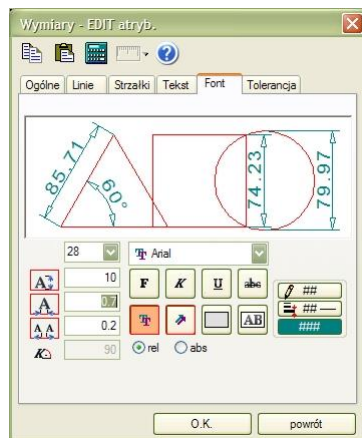 Wymiary - EDIT atryb.
Ogólne Linie Strzałki Tekst Font Tolerancja
85.71 60° 74.23 79.97
28 Arial
A 10 F K U abc
A 0.7 ##
A A 0.2 Tr AB ## —
K 90 rel abs ###
O.K. powrót